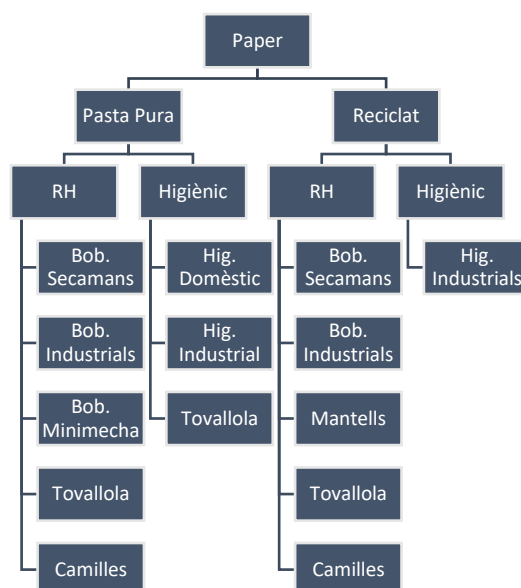 Paper
Pasta Pura
Reciclat
RH
Higiènic
RH
Higiènic
Bob.
Secamans
Hig.
Domèstic
Bob.
Secamans
Hig.
Industrials
Bob.
Industrials
Hig.
Industrial
Bob.
Industrials
Bob.
Minimecha
Tovallola
Mantells
Tovallola
Tovallola
Camilles
Camilles